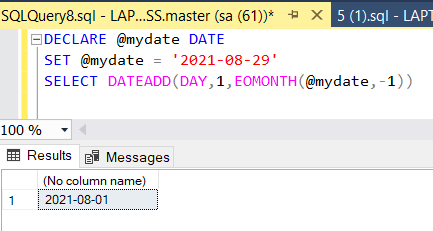 SQLQuery8.sql - LAP...SS.master (sa (61))* 5 (1).sql - LAPT
DECLARE @mydate DATE
SET @mydate = '2021-08-29'
SELECT DATEADD(DAY,1,EOMONTH(@mydate,-1))
100 %
Results Messages
(No column name)
1 2021-08-01